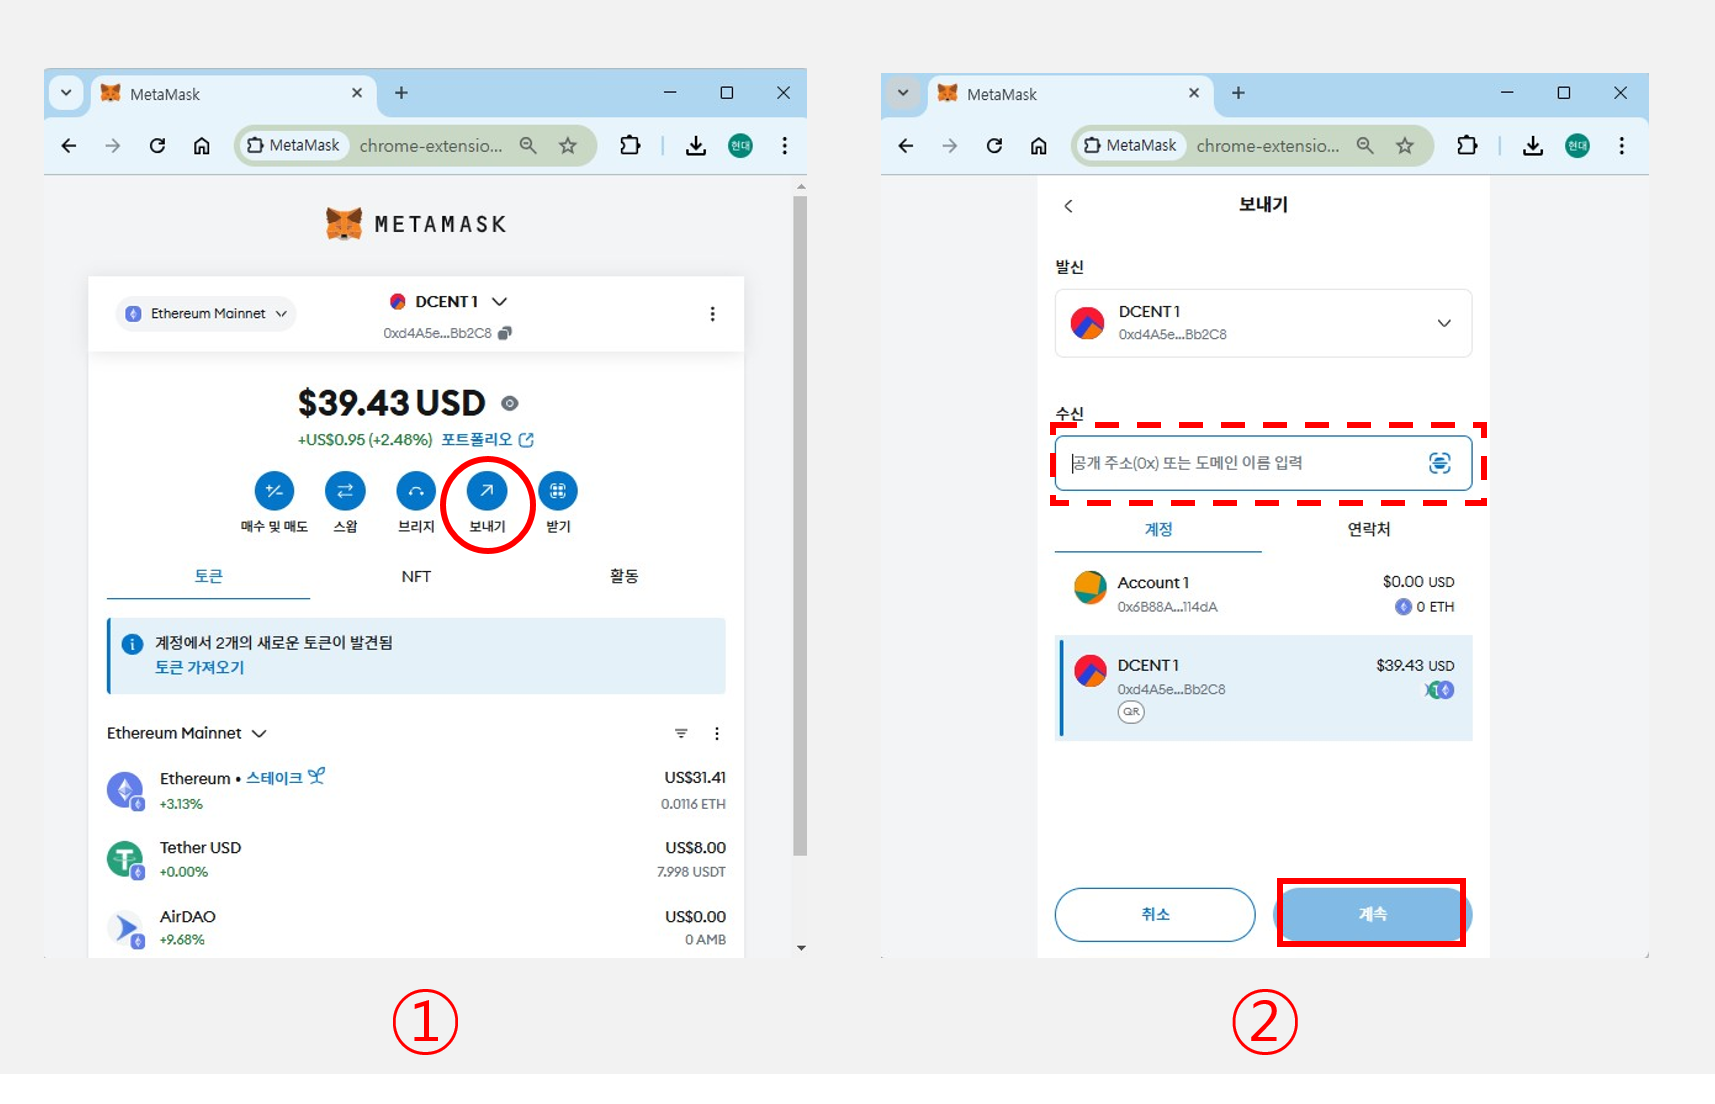 MetaMask
MetaMask
chrome-extensio...
현대
METAMASK
Ethereum Mainnet
DCENT 1
0xd4A5e...Bb2C8
$39.43 USD
+US$0.95 (+2.48%) 포트폴리오
매수 및 매도
스왑
브리지
보내기
받기
토큰
NFT
활동
계정에서 2개의 새로운 토큰이 발견됨
토큰 가져오기
Ethereum Mainnet
Ethereum • 스테이크
US$31.41
+3.13%
0.0116 ETH
Tether USD
US$8.00
+0.00%
7.998 USDT
AirDAO
US$0.00
+9.68%
0 AMB
①
MetaMask
MetaMask
chrome-extensio...
현대
보내기
발신
DCENT 1
0xd4A5e...Bb2C8
수신
공개 주소(0x) 또는 도메인 이름 입력
계정
연락처
Account 1
$0.00 USD
0x6B88A...114dA
0 ETH
DCENT 1
$39.43 USD
0xd4A5e...Bb2C8
QR
취소
계속
②